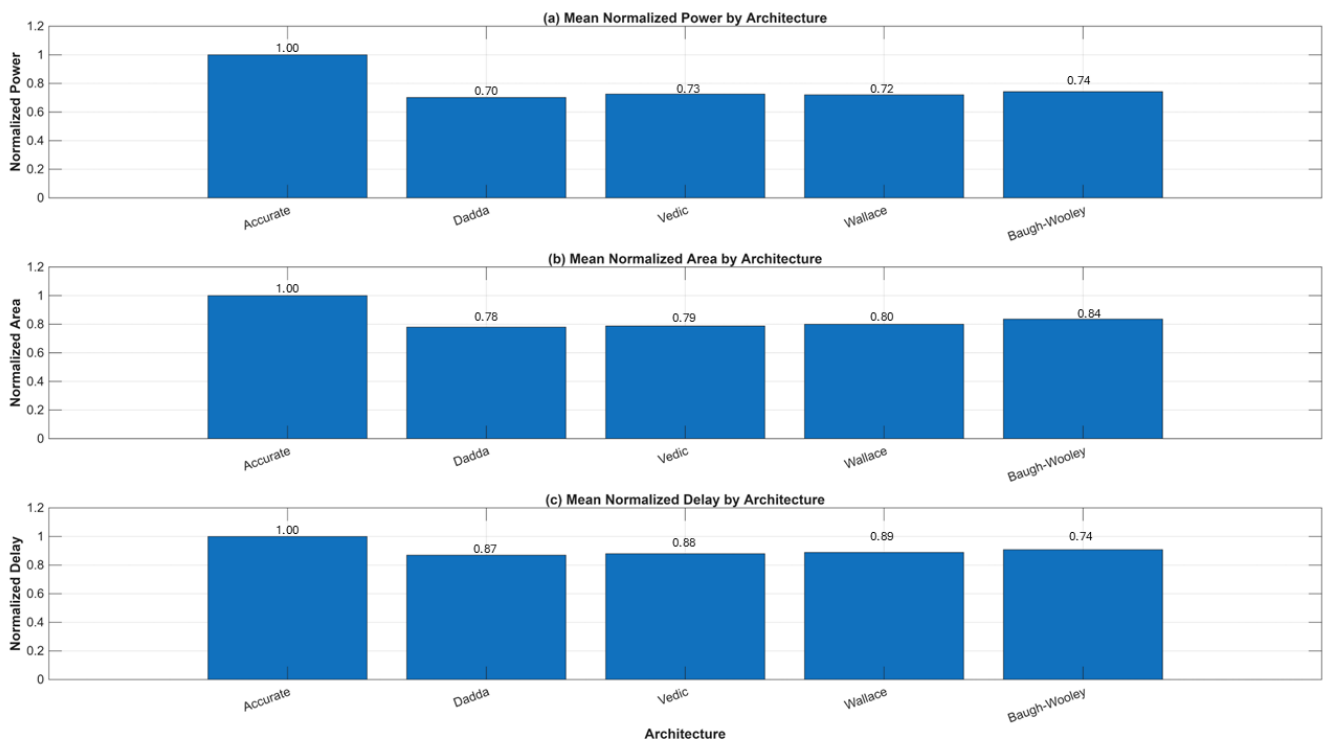 (a) Mean Normalized Power by Architecture
Normalized Power
1.2
1
0.8
0.6
0.4
0.2
0
1.00
0.70
0.73
0.72
0.74
Accurate
Dadda
Vedic
Wallace
Baugh-Wooley
(b) Mean Normalized Area by Architecture
Normalized Area
1.2
1
0.8
0.6
0.4
0.2
0
1.00
0.78
0.79
0.80
0.84
Accurate
Dadda
Vedic
Wallace
Baugh-Wooley
(c) Mean Normalized Delay by Architecture
Normalized Delay
1.2
1
0.8
0.6
0.4
0.2
0
1.00
0.87
0.88
0.89
0.74
Accurate
Dadda
Vedic
Wallace
Baugh-Wooley
Architecture